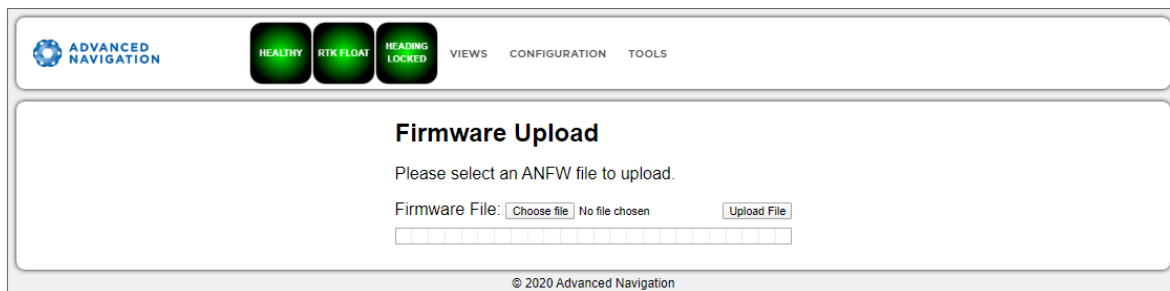 ADVANCED
NAVIGATION
HEALTHY
RTK FLOAT
HEADING
LOCKED
VIEWS CONFIGURATION TOOLS
Firmware Upload
Please select an ANFW file to upload.
Firmware File: Choose file No file chosen Upload File
© 2020 Advanced Navigation